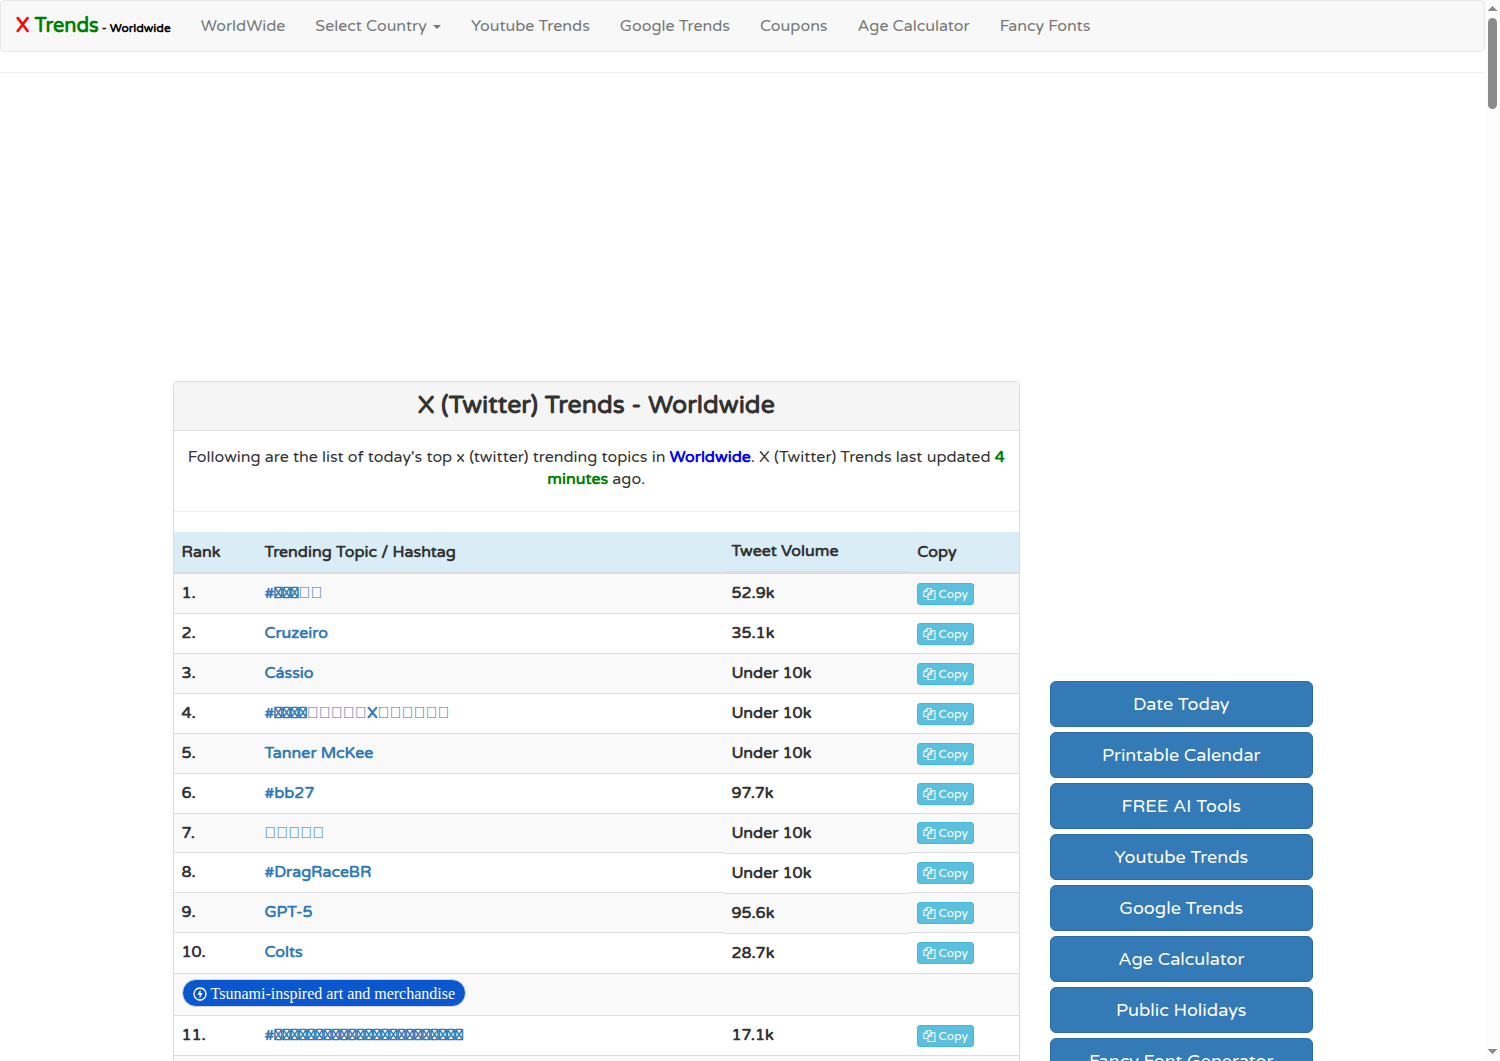 X Trends - Worldwide WorldWide Select Country Youtube Trends Google Trends Coupons Age Calculator Fancy Fonts
X (Twitter) Trends - Worldwide
Following are the list of today's top x (twitter) trending topics in Worldwide. X (Twitter) Trends last updated 4
minutes ago.
Rank Trending Topic / Hashtag Tweet Volume Copy
1. 52.9k Copy
2. Cruzeiro 35.1k Copy
3. Cássio Under 10k Copy
4. Under 10k Copy
5. Tanner McKee Under 10k Copy
6. #bb27 97.7k Copy
7. Under 10k Copy
8. #DragRaceBR Under 10k Copy
9. GPT-5 95.6k Copy
10. Colts 28.7k Copy
Tsunami-inspired art and merchandise
11. 17.1k Copy
Date Today
Printable Calendar
FREE AI Tools
Youtube Trends
Google Trends
Age Calculator
Public Holidays
Fancy Font Generator